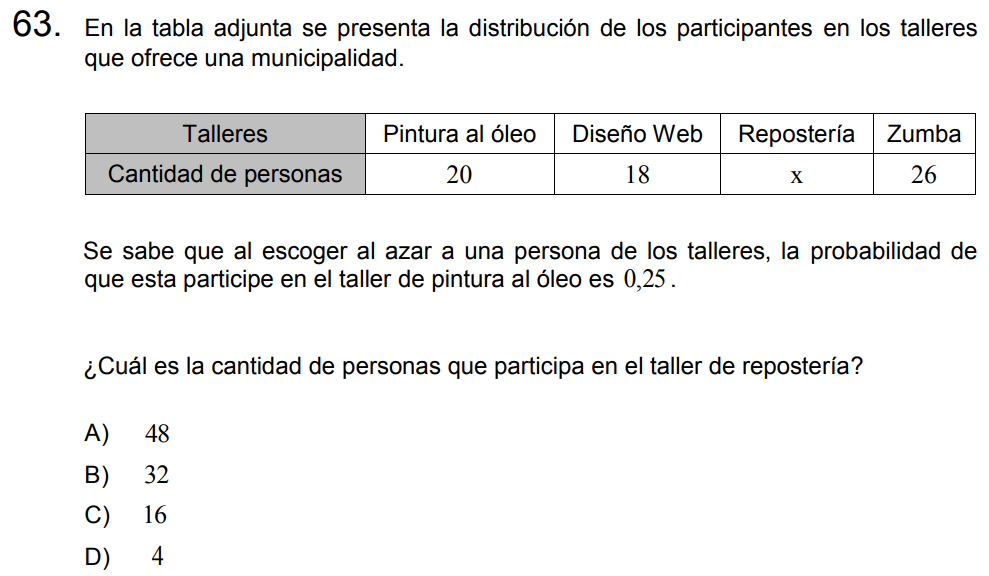 63. En la tabla adjunta se presenta la distribución de los participantes en los talleres
que ofrece una municipalidad.
Talleres Pintura al óleo Diseño Web Repostería Zumba
Cantidad de personas 20 18 x 26
Se sabe que al escoger al azar a una persona de los talleres, la probabilidad de
que esta participe en el taller de pintura al óleo es 0,25.
¿Cuál es la cantidad de personas que participa en el taller de repostería?
A) 48
B) 32
C) 16
D) 4